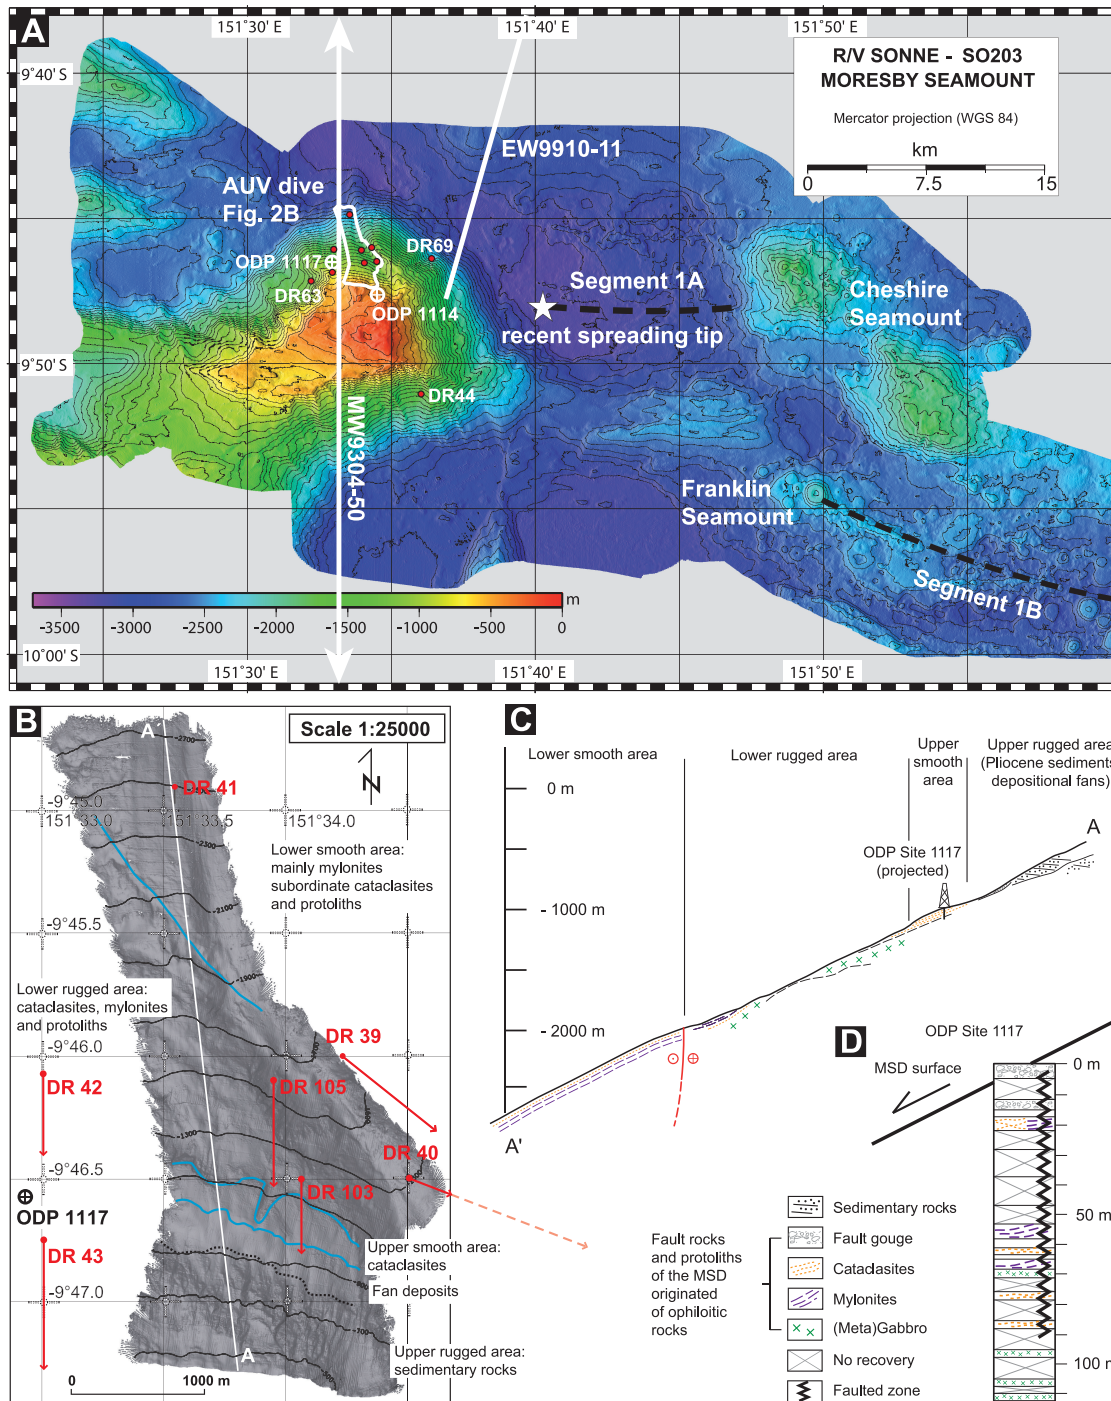 A
151°30' E
151°40' E
151°50' E
9°40' S
R/V SONNE - SO203
MORESBY SEAMOUNT
Mercator projection (WGS 84)
km
0
7.5
15
EW9910-11
AUV dive
Fig. 2B
ODP 1117
DR69
DR63
ODP 1114
Segment 1A
recent spreading tip
Cheshire
Seamount
9°50' S
DR44
MW9304-50
Franklin
Seamount
Segment 1B
m
-3500
-3000
-2500
-2000
-1500
-1000
-500
0
10°00' S
151°30' E
151°40' E
151°50' E
B
A'
Scale 1:25000
N
-2700
DR 41
-9°45.0
151°33.0
151°33.5
151°34.0
-2300
Lower smooth area:
mainly mylonites
subordinate cataclasites
and protoliths
-2100
-9°45.5
-1900
Lower rugged area:
cataclasites, mylonites
and protoliths
-9°46.0
DR 39
DR 42
DR 105
-1300
DR 40
-9°46.5
DR 103
ODP 1117
DR 43
Upper smooth area:
cataclasites
-900
Fan deposits
-9°47.0
-700
Upper rugged area:
sedimentary rocks
A
-500
0
1000 m
C
Lower smooth area
Lower rugged area
Upper
smooth
area
Upper rugged area
(Pliocene sediments
depositional fans)
0 m
A
ODP Site 1117
(projected)
- 1000 m
- 2000 m
A'
D
ODP Site 1117
MSD surface
0 m
50 m
100 m
Fault rocks
and protoliths
of the MSD
originated
of ophiolitic
rocks
Sedimentary rocks
Fault gouge
Cataclasites
Mylonites
(Meta)Gabbro
No recovery
Faulted zone